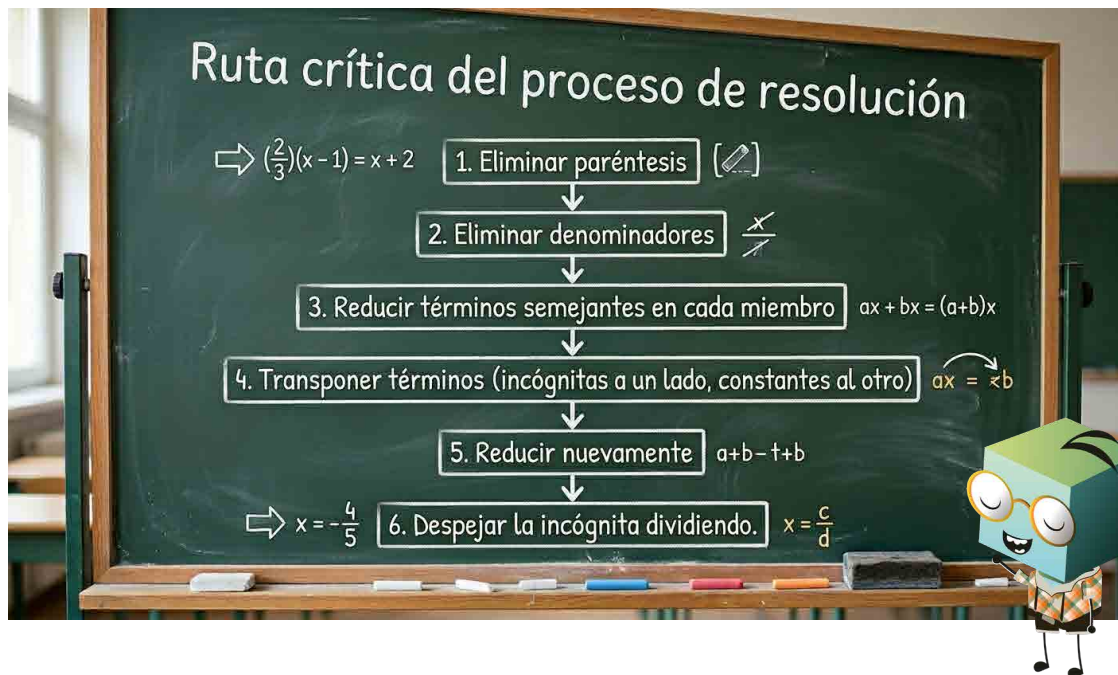 Ruta crítica del proceso de resolución
(2/3)(x - 1) = x + 2
1. Eliminar paréntesis
2. Eliminar denominadores
3. Reducir términos semejantes en cada miembro
ax + bx = (a+b)x
4. Transponer términos (incógnitas a un lado, constantes al otro)
ax =
5. Reducir nuevamente
a+b-t+b
x = -4/5
6. Despejar la incógnita dividiendo.
x = c/d